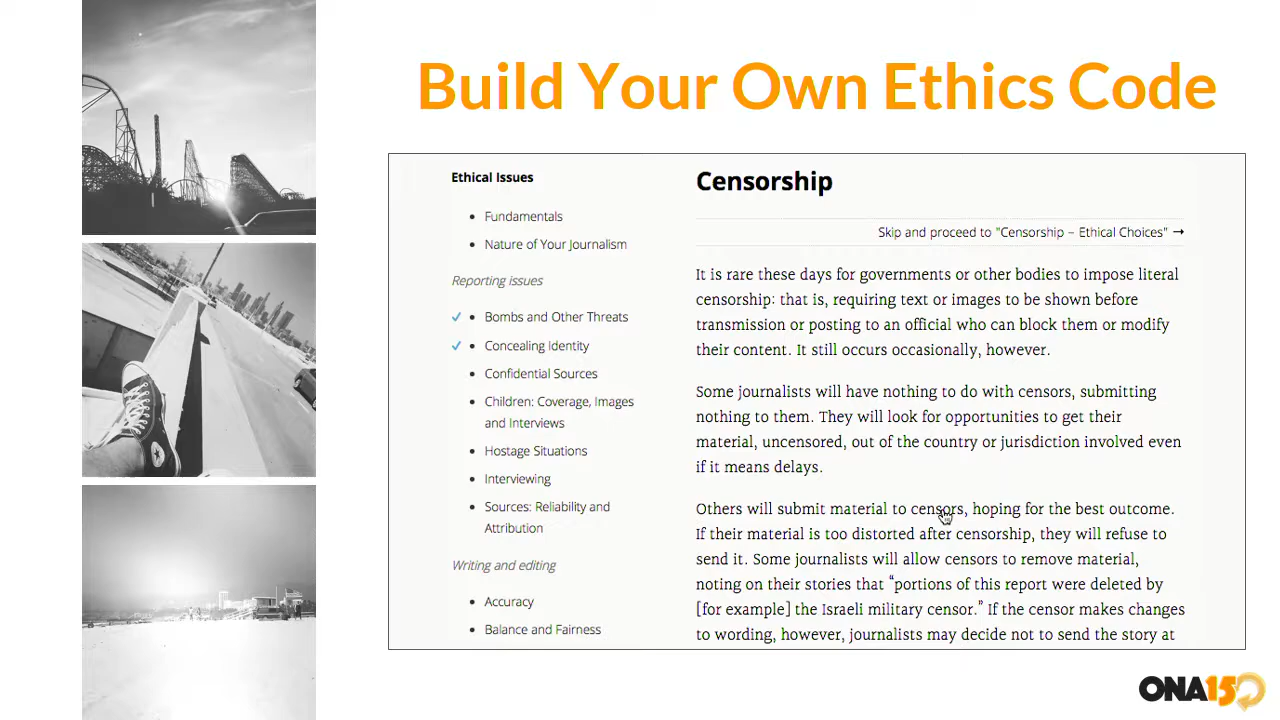 Build Your Own Ethics Code
Ethical Issues
Fundamentals
Nature of Your Journalism
Reporting issues
Bombs and Other Threats
Concealing Identity
Confidential Sources
Children: Coverage, Images
and Interviews
Hostage Situations
Interviewing
Sources: Reliability and
Attribution
Writing and editing
Accuracy
Balance and Fairness
Censorship
Skip and proceed to "Censorship – Ethical Choices" →
It is rare these days for governments or other bodies to impose literal
censorship: that is, requiring text or images to be shown before
transmission or posting to an official who can block them or modify
their content. It still occurs occasionally, however.
Some journalists will have nothing to do with censors, submitting
nothing to them. They will look for opportunities to get their
material, uncensored, out of the country or jurisdiction involved even
if it means delays.
Others will submit material to censors, hoping for the best outcome.
If their material is too distorted after censorship, they will refuse to
send it. Some journalists will allow censors to remove material,
noting on their stories that “portions of this report were deleted by
[for example] the Israeli military censor.” If the censor makes changes
to wording, however, journalists may decide not to send the story at
ONA15